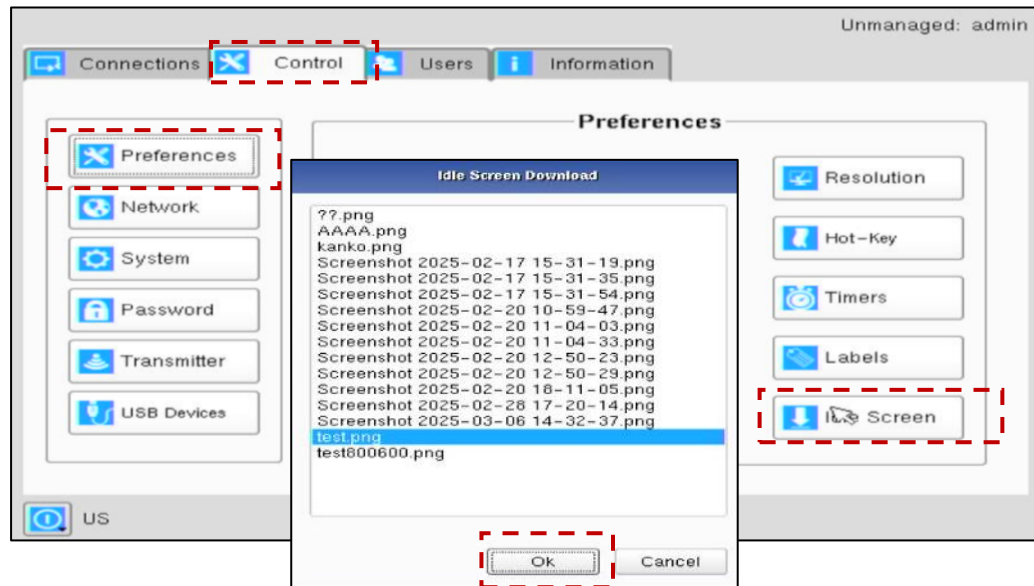 Unmanaged: admin
Connections
Control
Users
Information
Preferences
Network
System
Password
Transmitter
USB Devices
Preferences
Resolution
Hot-Key
Timers
Labels
Screen
Idle Screen Download
??.png
AAAA.png
kanko.png
Screenshot 2025-02-17 15-31-19.png
Screenshot 2025-02-17 15-31-35.png
Screenshot 2025-02-17 15-31-54.png
Screenshot 2025-02-20 10-59-47.png
Screenshot 2025-02-20 11-04-03.png
Screenshot 2025-02-20 11-04-33.png
Screenshot 2025-02-20 12-50-23.png
Screenshot 2025-02-20 12-50-29.png
Screenshot 2025-02-20 18-11-05.png
Screenshot 2025-02-28 17-20-14.png
Screenshot 2025-03-06 14-32-37.png
test.png
test800600.png
Ok
Cancel
US